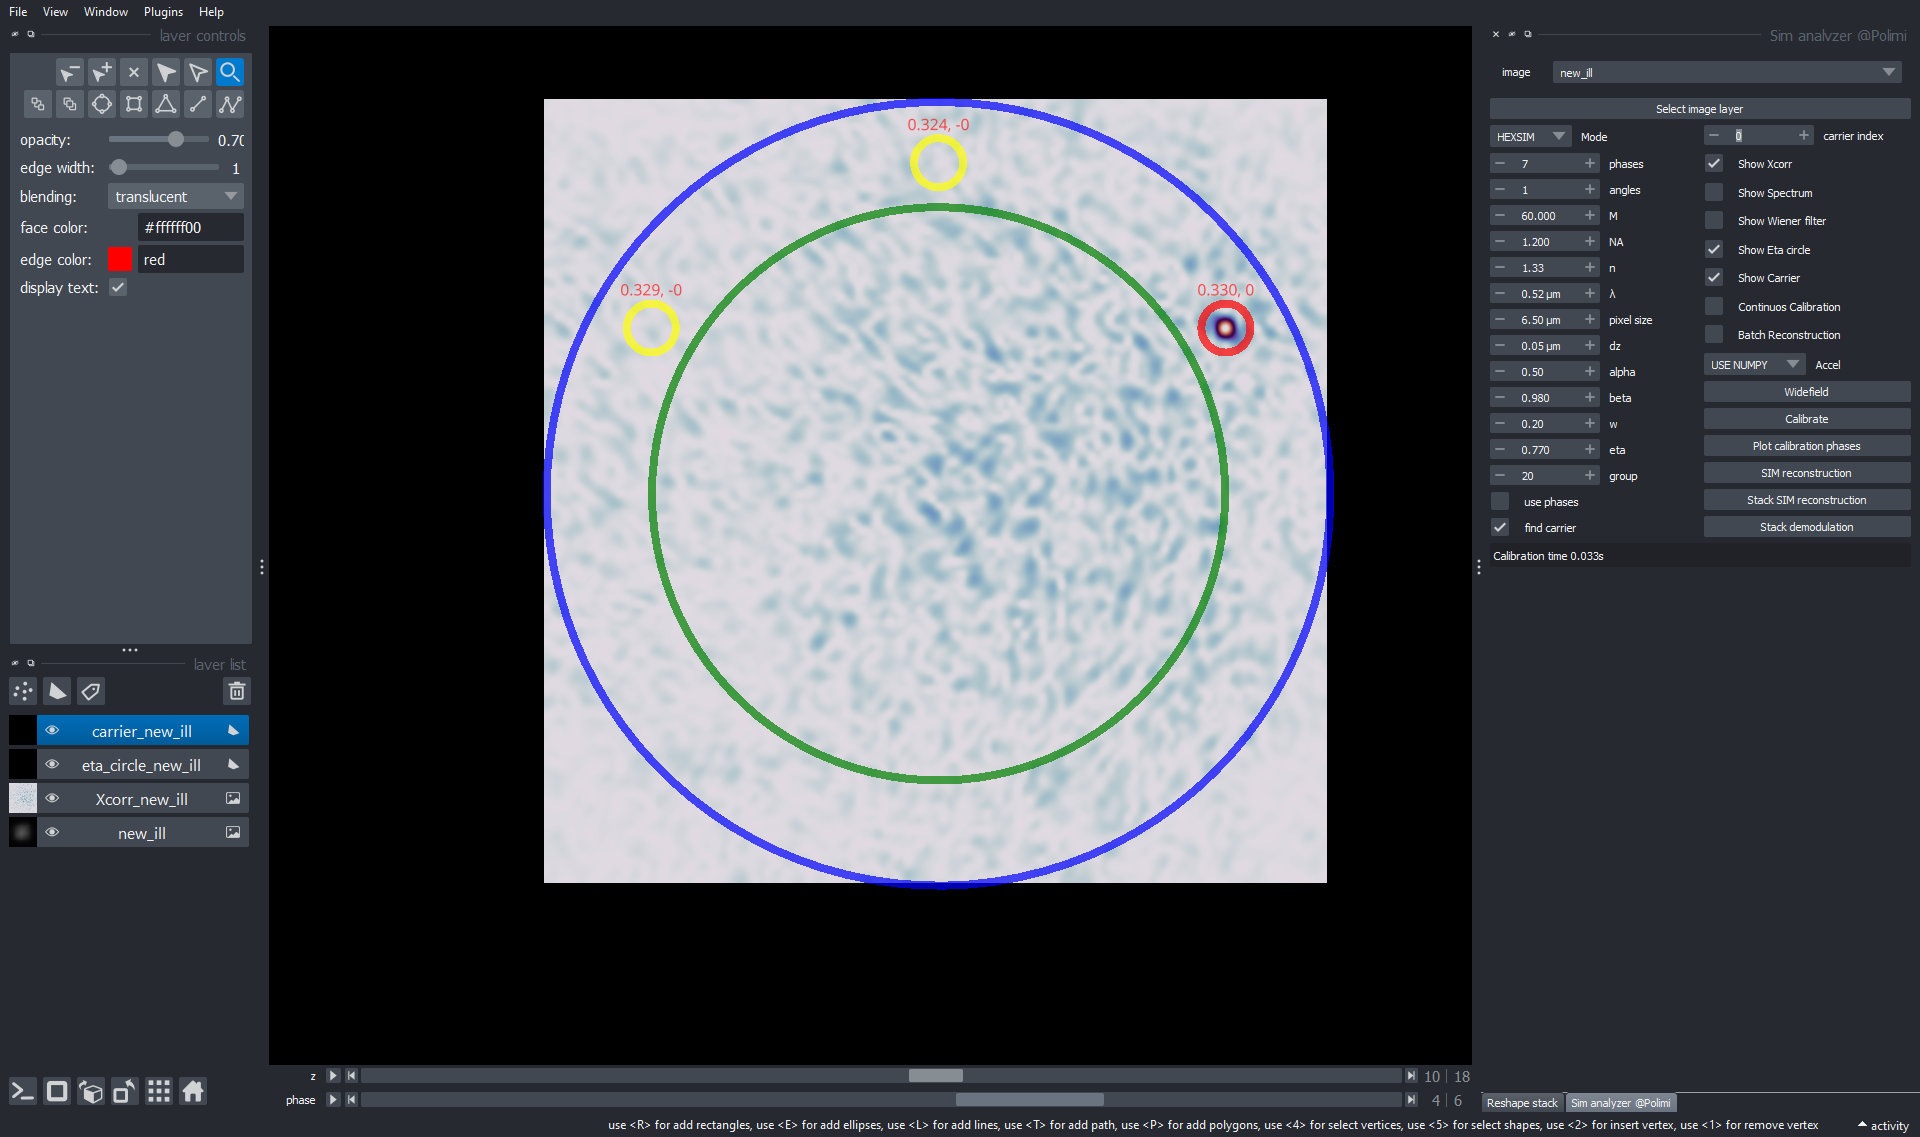 File View Window Plugins Help
layer controls
opacity: 0.70
edge width: 1
blending: translucent
face color: #ffffff00
edge color: red
display text:
layer list
carrier_new_ill
eta_circle_new_ill
Xcorr_new_ill
new_ill
0.324, -0
0.329, -0
0.330, 0
z 10 | 18
phase 4 | 6
Sim analyzer @Polimi
image new_ill
Select image layer
HEXSIM Mode
7 phases
1 angles
60.000 M
1.200 NA
1.33 n
0.52 µm λ
6.50 µm pixel size
0.05 µm dz
0.50 alpha
0.980 beta
0.20 w
0.770 eta
20 group
use phases
find carrier
0 carrier index
Show Xcorr
Show Spectrum
Show Wiener filter
Show Eta circle
Show Carrier
Continuos Calibration
Batch Reconstruction
USE NUMPY Accel
Widefield
Calibrate
Plot calibration phases
SIM reconstruction
Stack SIM reconstruction
Stack demodulation
Calibration time 0.033s
Reshape stack Sim analyzer @Polimi
use <R> for add rectangles, use <E> for add ellipses, use <L> for add lines, use <T> for add path, use <P> for add polygons, use <4> for select vertices, use <5> for select shapes, use <2> for insert vertex, use <1> for remove vertex
activity